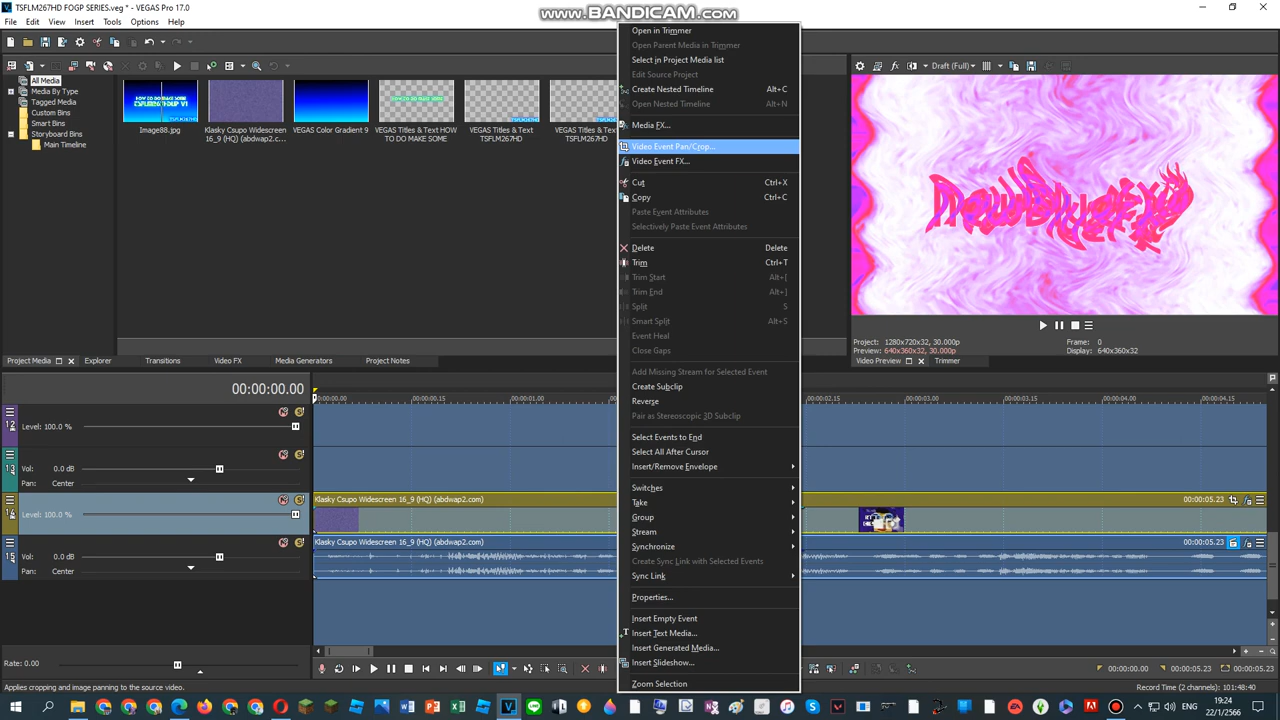 TSFLM267HD FOGP SERIES.veg * - VEGAS Pro 17.0
www.BANDICAM.com
File Edit View Insert Tools Options Help
All Media
Media By Type
Tagged Media
Custom Bins
Smart Bins
Storyboard Bins
Main Timeline
Image88.jpg
Klasky Csupo Widescreen 16_9 (HQ) (abdwap2.com)
VEGAS Color Gradient 9
VEGAS Titles & Text HOW TO DO MAKE SOME
VEGAS Titles & Text TSFLM267HD
VEGAS Titles & Text TSFLM267HD
Open in Trimmer
Open Parent Media in Trimmer
Select in Project Media list
Edit Source Project
Create Nested Timeline Alt+C
Open Nested Timeline Alt+N
Media FX...
Video Event Pan/Crop...
Video Event FX...
Cut Ctrl+X
Copy Ctrl+C
Paste Event Attributes
Selectively Paste Event Attributes
Delete Delete
Trim Ctrl+T
Trim Start Alt+[
Trim End Alt+]
Split S
Smart Split Alt+S
Event Heal
Close Gaps
Add Missing Stream for Selected Event
Create Subclip
Reverse
Pair as Stereoscopic 3D Subclip
Select Events to End
Select All After Cursor
Insert/Remove Envelope
Switches
Take
Group
Stream
Synchronize
Create Sync Link with Selected Events
Sync Link
Properties...
Insert Empty Event
Insert Text Media...
Insert Generated Media...
Insert Slideshow...
Zoom Selection
Draft (Full)
Project: 1280x720x32, 30.000p
Preview: 640x360x32, 30.000p
Frame: 0
Display: 640x360x32
Video Preview
Trimmer
Project Media
Explorer
Transitions
Video FX
Media Generators
Project Notes
00:00:00.00
00:00:00.00 00:00:00.15 00:00:01.00 00:00:02.15 00:00:03.00 00:00:03.15 00:00:04.00 00:00:04.15
12 Level: 100.0 %
13 Vol: 0.0 dB
Pan: Center
14 Level: 100.0 %
Klasky Csupo Widescreen 16_9 (HQ) (abdwap2.com) 00:00:05.23
15 Vol: 0.0 dB
Pan: Center
Klasky Csupo Widescreen 16_9 (HQ) (abdwap2.com) 00:00:05.23
Rate: 0.00
00:00:00.00 00:00:05.23 00:00:05.23
Applies cropping and image panning to the source video.
Record Time (2 channels): 101:48:40
19:24
22/1/2566